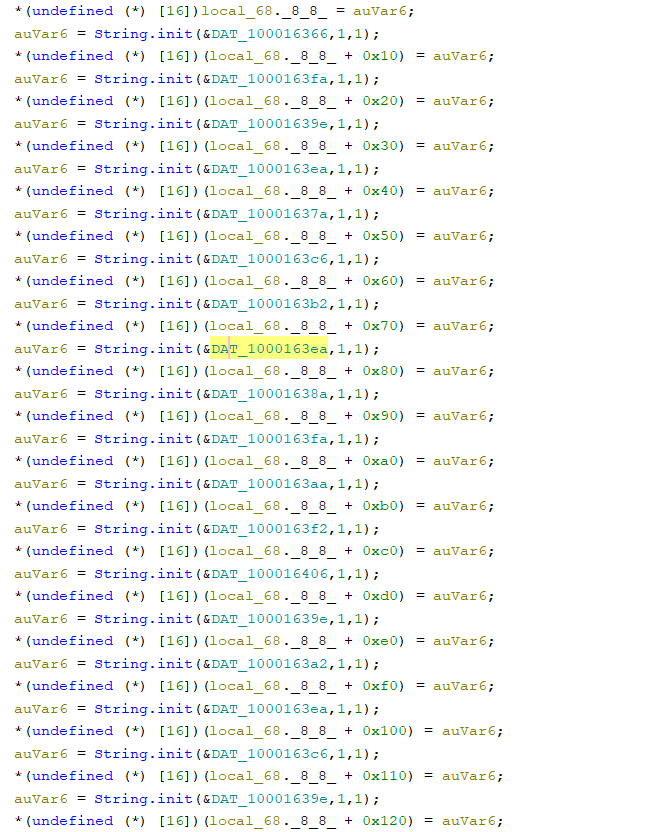 *(undefined (*) [16])local_68._8_8_ = auVar6;
auVar6 = String.init(&DAT_100016366,1,1);
*(undefined (*) [16])(local_68._8_8_ + 0x10) = auVar6;
auVar6 = String.init(&DAT_1000163fa,1,1);
*(undefined (*) [16])(local_68._8_8_ + 0x20) = auVar6;
auVar6 = String.init(&DAT_10001639e,1,1);
*(undefined (*) [16])(local_68._8_8_ + 0x30) = auVar6;
auVar6 = String.init(&DAT_1000163ea,1,1);
*(undefined (*) [16])(local_68._8_8_ + 0x40) = auVar6;
auVar6 = String.init(&DAT_10001637a,1,1);
*(undefined (*) [16])(local_68._8_8_ + 0x50) = auVar6;
auVar6 = String.init(&DAT_1000163c6,1,1);
*(undefined (*) [16])(local_68._8_8_ + 0x60) = auVar6;
auVar6 = String.init(&DAT_1000163b2,1,1);
*(undefined (*) [16])(local_68._8_8_ + 0x70) = auVar6;
auVar6 = String.init(&DAT_1000163ea,1,1);
*(undefined (*) [16])(local_68._8_8_ + 0x80) = auVar6;
auVar6 = String.init(&DAT_10001638a,1,1);
*(undefined (*) [16])(local_68._8_8_ + 0x90) = auVar6;
auVar6 = String.init(&DAT_1000163fa,1,1);
*(undefined (*) [16])(local_68._8_8_ + 0xa0) = auVar6;
auVar6 = String.init(&DAT_1000163aa,1,1);
*(undefined (*) [16])(local_68._8_8_ + 0xb0) = auVar6;
auVar6 = String.init(&DAT_1000163f2,1,1);
*(undefined (*) [16])(local_68._8_8_ + 0xc0) = auVar6;
auVar6 = String.init(&DAT_100016406,1,1);
*(undefined (*) [16])(local_68._8_8_ + 0xd0) = auVar6;
auVar6 = String.init(&DAT_10001639e,1,1);
*(undefined (*) [16])(local_68._8_8_ + 0xe0) = auVar6;
auVar6 = String.init(&DAT_1000163a2,1,1);
*(undefined (*) [16])(local_68._8_8_ + 0xf0) = auVar6;
auVar6 = String.init(&DAT_1000163ea,1,1);
*(undefined (*) [16])(local_68._8_8_ + 0x100) = auVar6;
auVar6 = String.init(&DAT_1000163c6,1,1);
*(undefined (*) [16])(local_68._8_8_ + 0x110) = auVar6;
auVar6 = String.init(&DAT_10001639e,1,1);
*(undefined (*) [16])(local_68._8_8_ + 0x120) = auVar6;